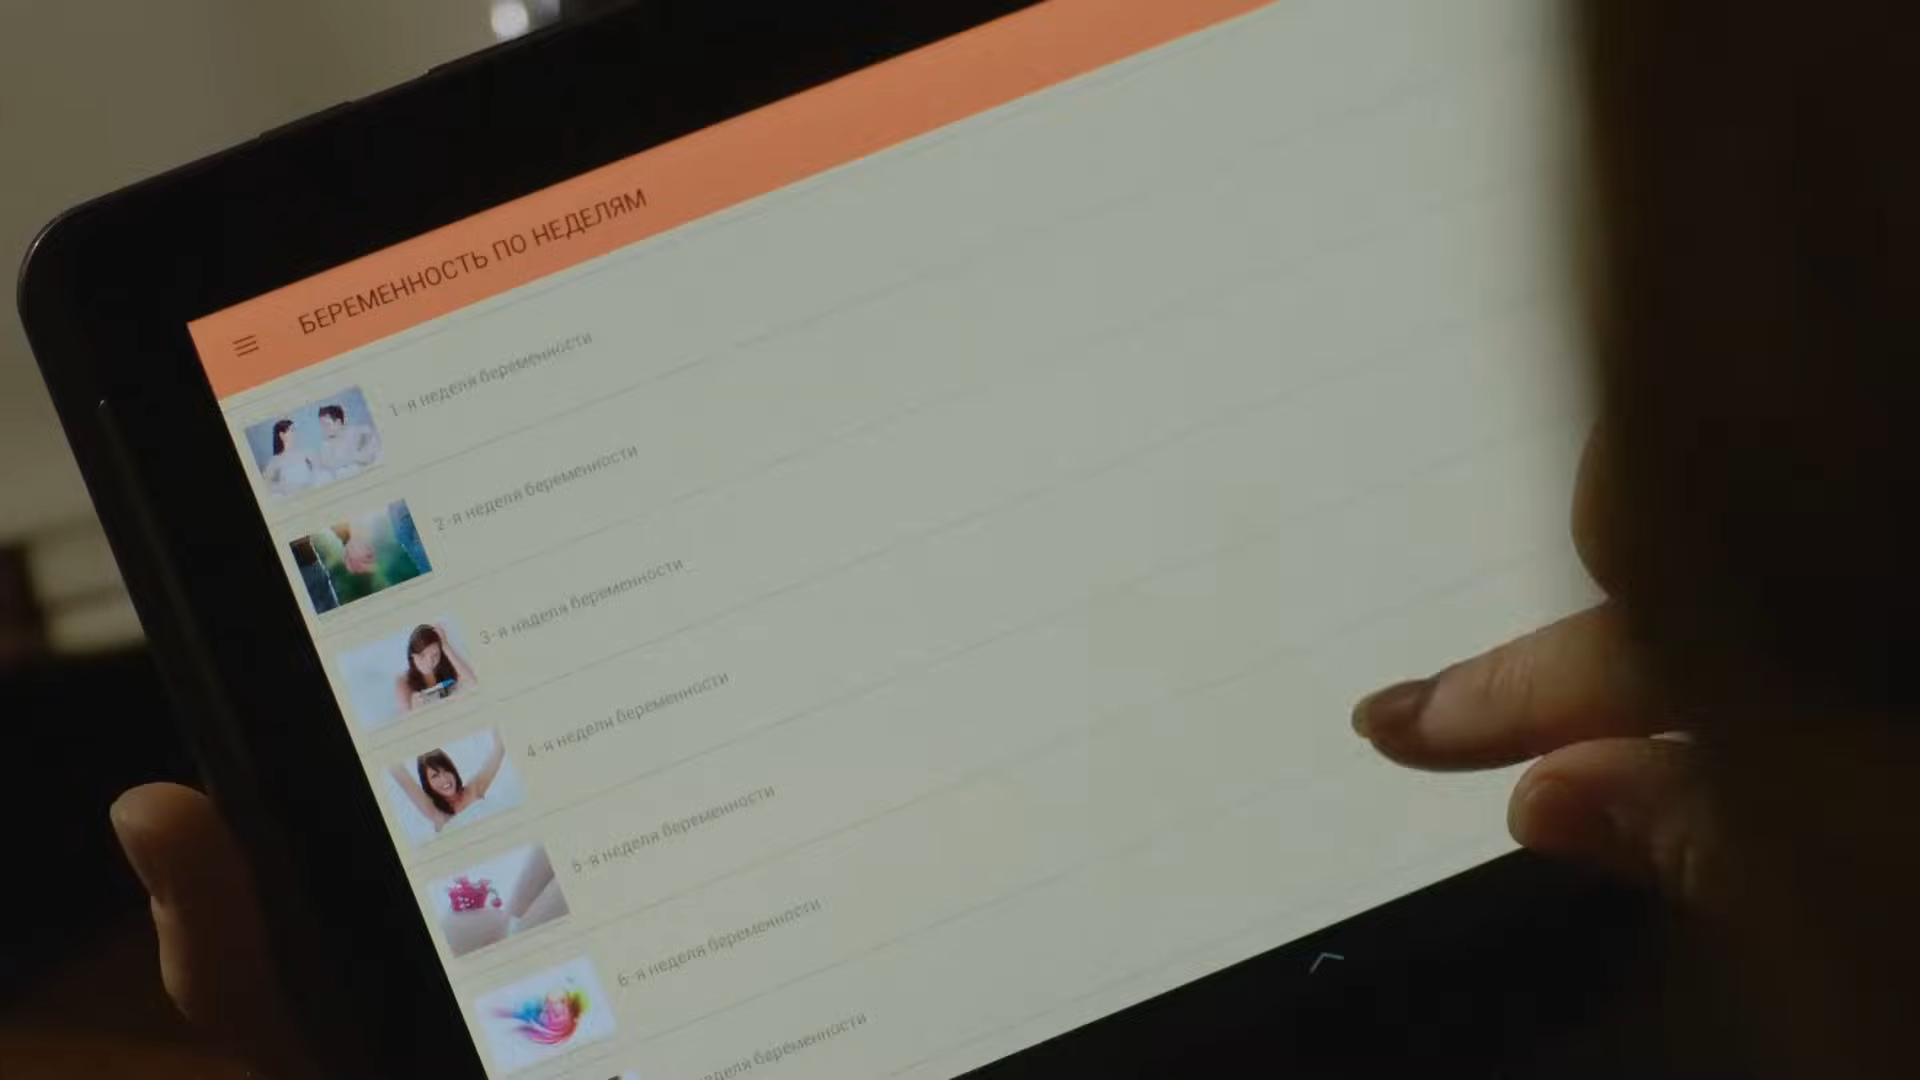 БЕРЕМЕННОСТЬ ПО НЕДЕЛЯМ
1-я неделя беременности
2-я неделя беременности
3-я неделя беременности
4-я неделя беременности
5-я неделя беременности
6-я неделя беременности
неделя беременности